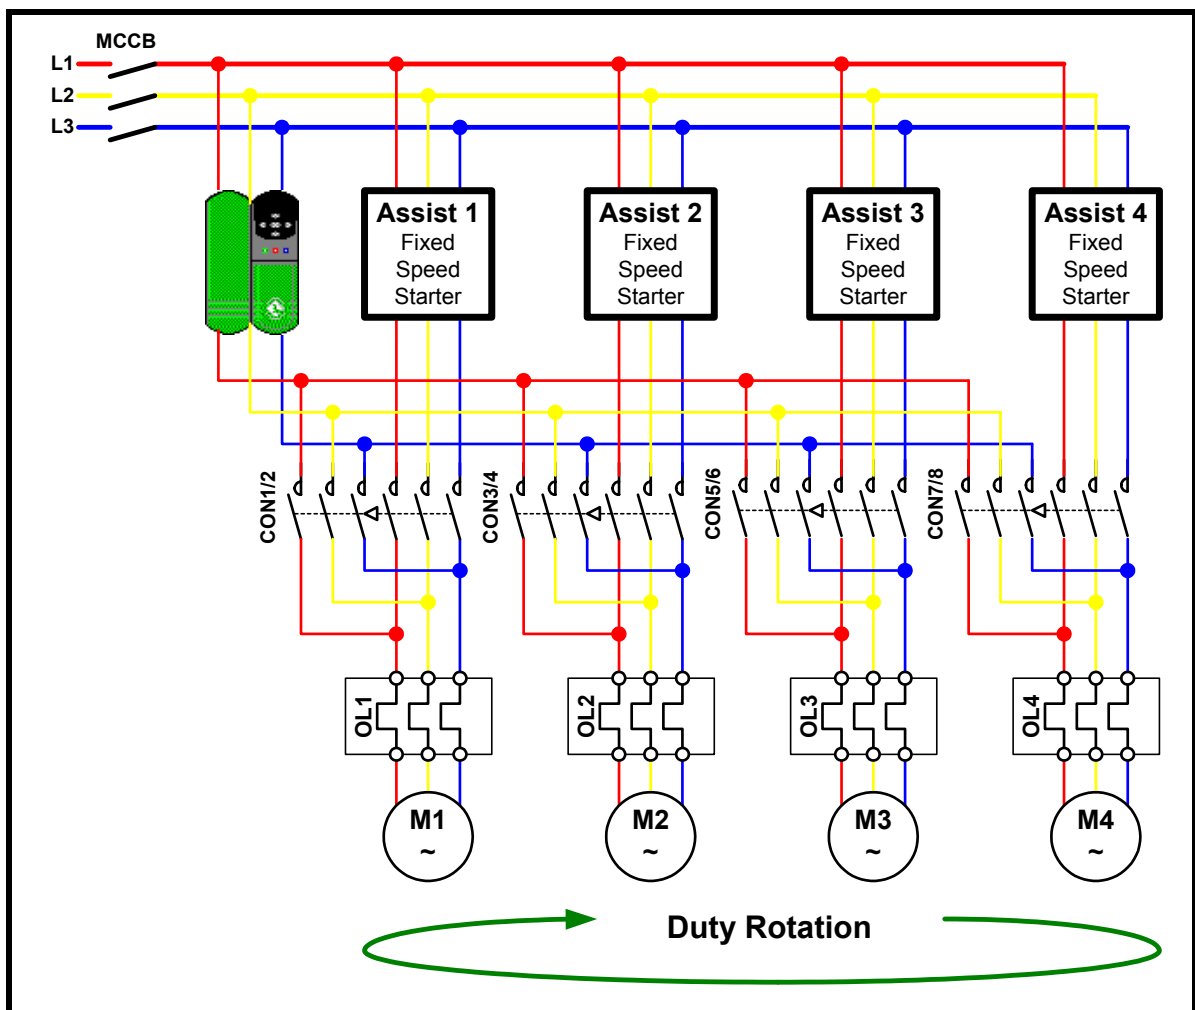 MCCB
L1
L2
L3
Assist 1
Fixed
Speed
Starter
Assist 2
Fixed
Speed
Starter
Assist 3
Fixed
Speed
Starter
Assist 4
Fixed
Speed
Starter
CON1/2
CON3/4
CON5/6
CON7/8
OL1
OL2
OL3
OL4
M1
~
M2
~
M3
~
M4
~
Duty Rotation